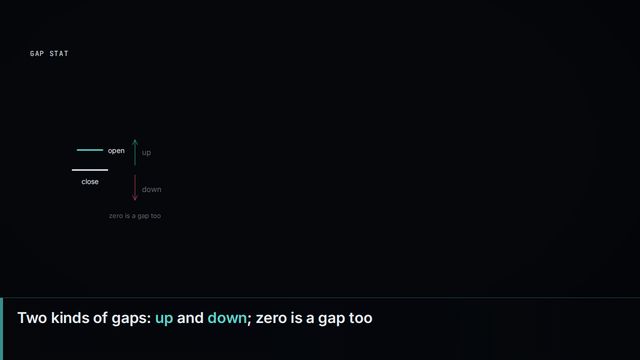 GAP STAT
open
up
close
down
zero is a gap too
Two kinds of gaps: up and down; zero is a gap too